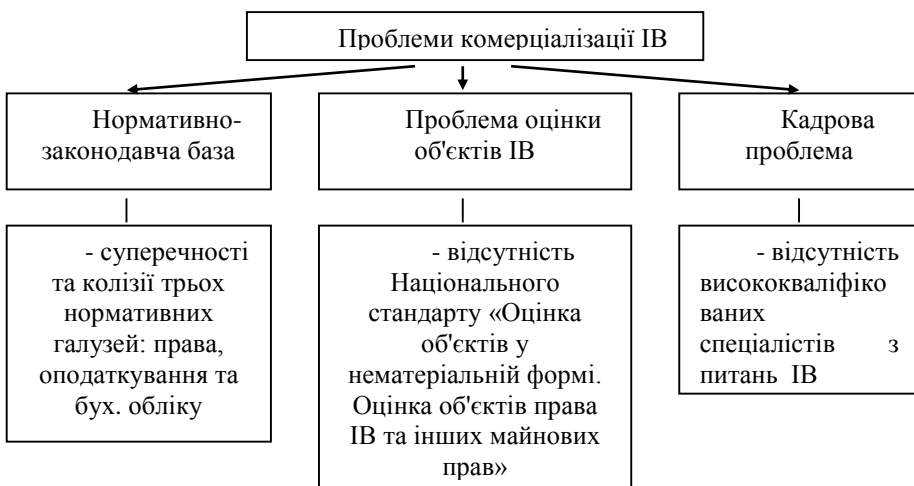 Проблеми комерціалізації ІВ
Нормативно-
законодавча база
Проблема оцінки
об'єктів ІВ
Кадрова
проблема
- суперечності
та колізії трьох
нормативних
галузей: права,
оподаткування та
бух. обліку
- відсутність
Національного
стандарту «Оцінка
об'єктів у
нематеріальній формі.
Оцінка об'єктів права
ІВ та інших майнових
прав»
- відсутність
висококваліфіко
ваних
спеціалістів з
питань ІВ